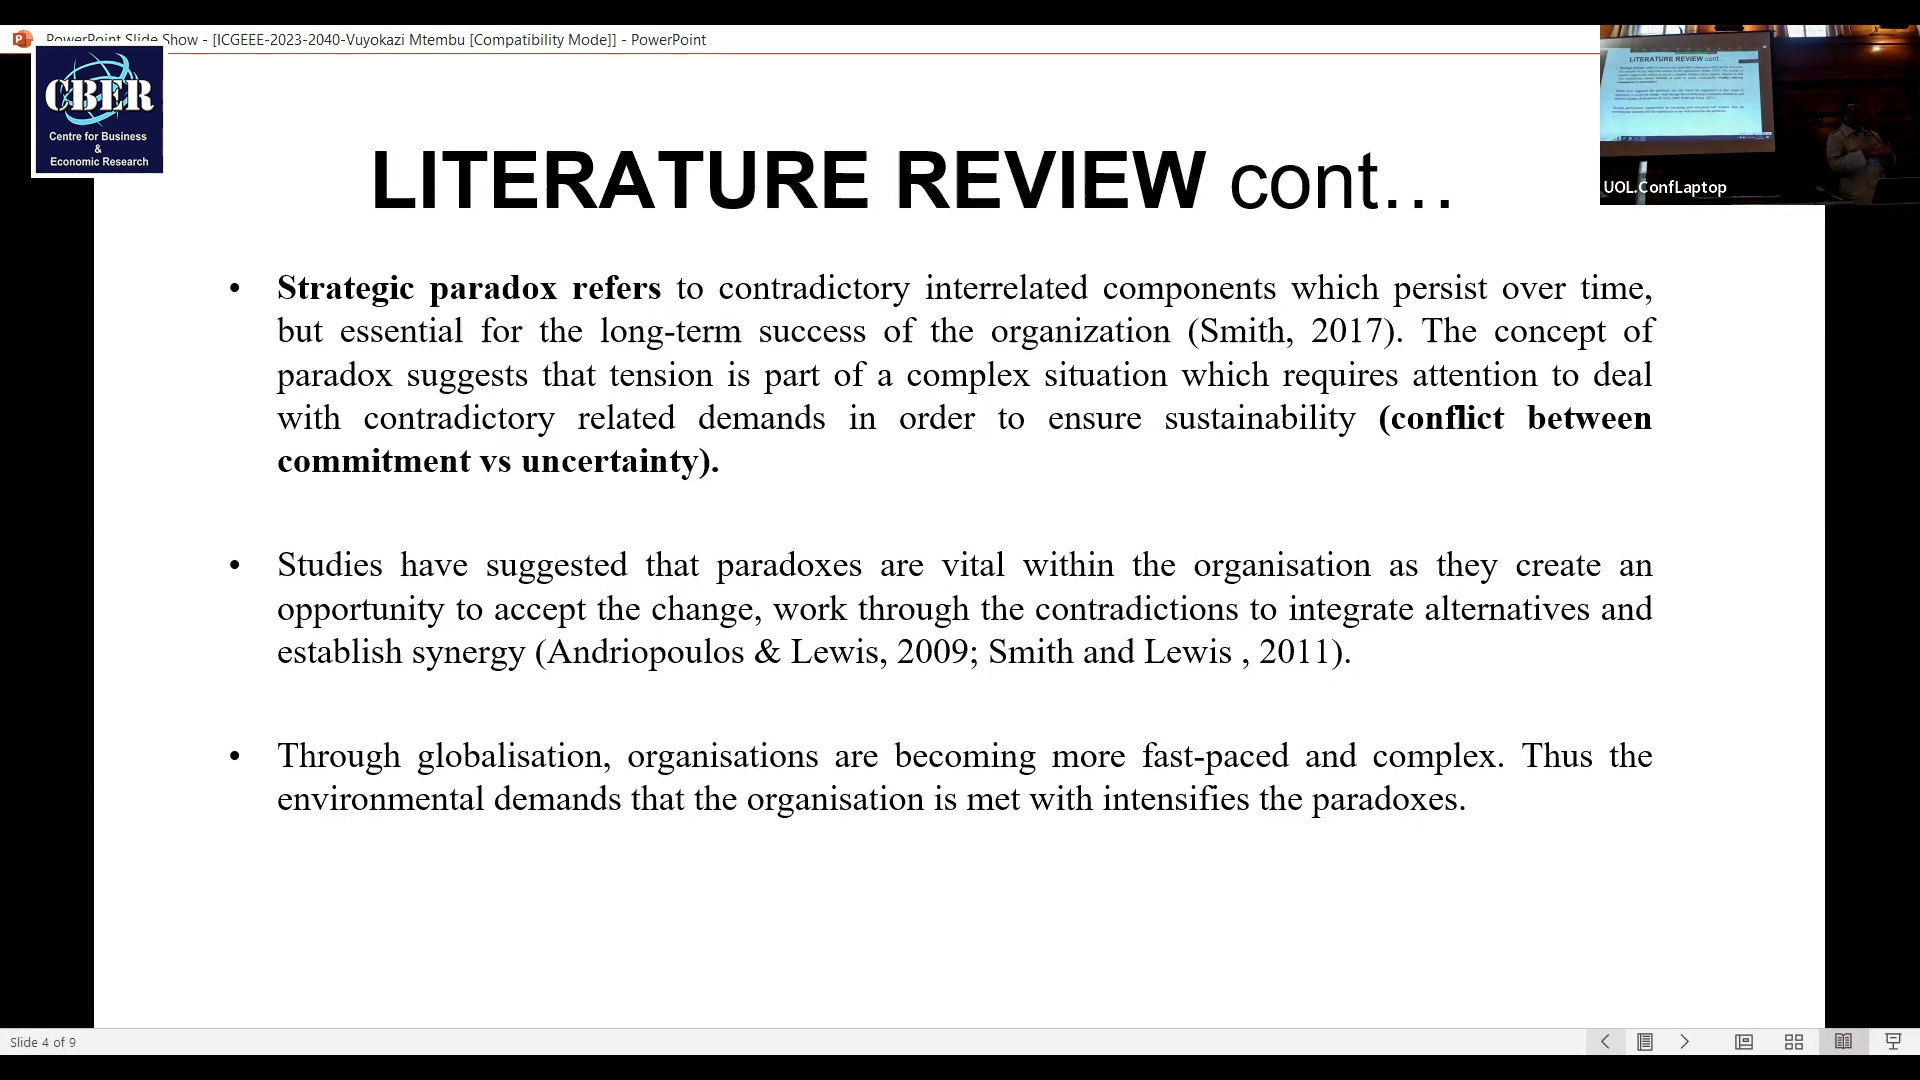 PowerPoint Slide Show - [ICGEEE-2023-2040-Vuyokazi Mtembu [Compatibility Mode]] - PowerPoint
CBER
Centre for Business
&
Economic Research
LITERATURE REVIEW cont…
LITERATURE REVIEW cont…
UOL.ConfLaptop
• Strategic paradox refers to contradictory interrelated components which persist over time,
but essential for the long-term success of the organization (Smith, 2017). The concept of
paradox suggests that tension is part of a complex situation which requires attention to deal
with contradictory related demands in order to ensure sustainability (conflict between
commitment vs uncertainty).
• Studies have suggested that paradoxes are vital within the organisation as they create an
opportunity to accept the change, work through the contradictions to integrate alternatives and
establish synergy (Andriopoulos & Lewis, 2009; Smith and Lewis , 2011).
• Through globalisation, organisations are becoming more fast-paced and complex. Thus the
environmental demands that the organisation is met with intensifies the paradoxes.
Slide 4 of 9